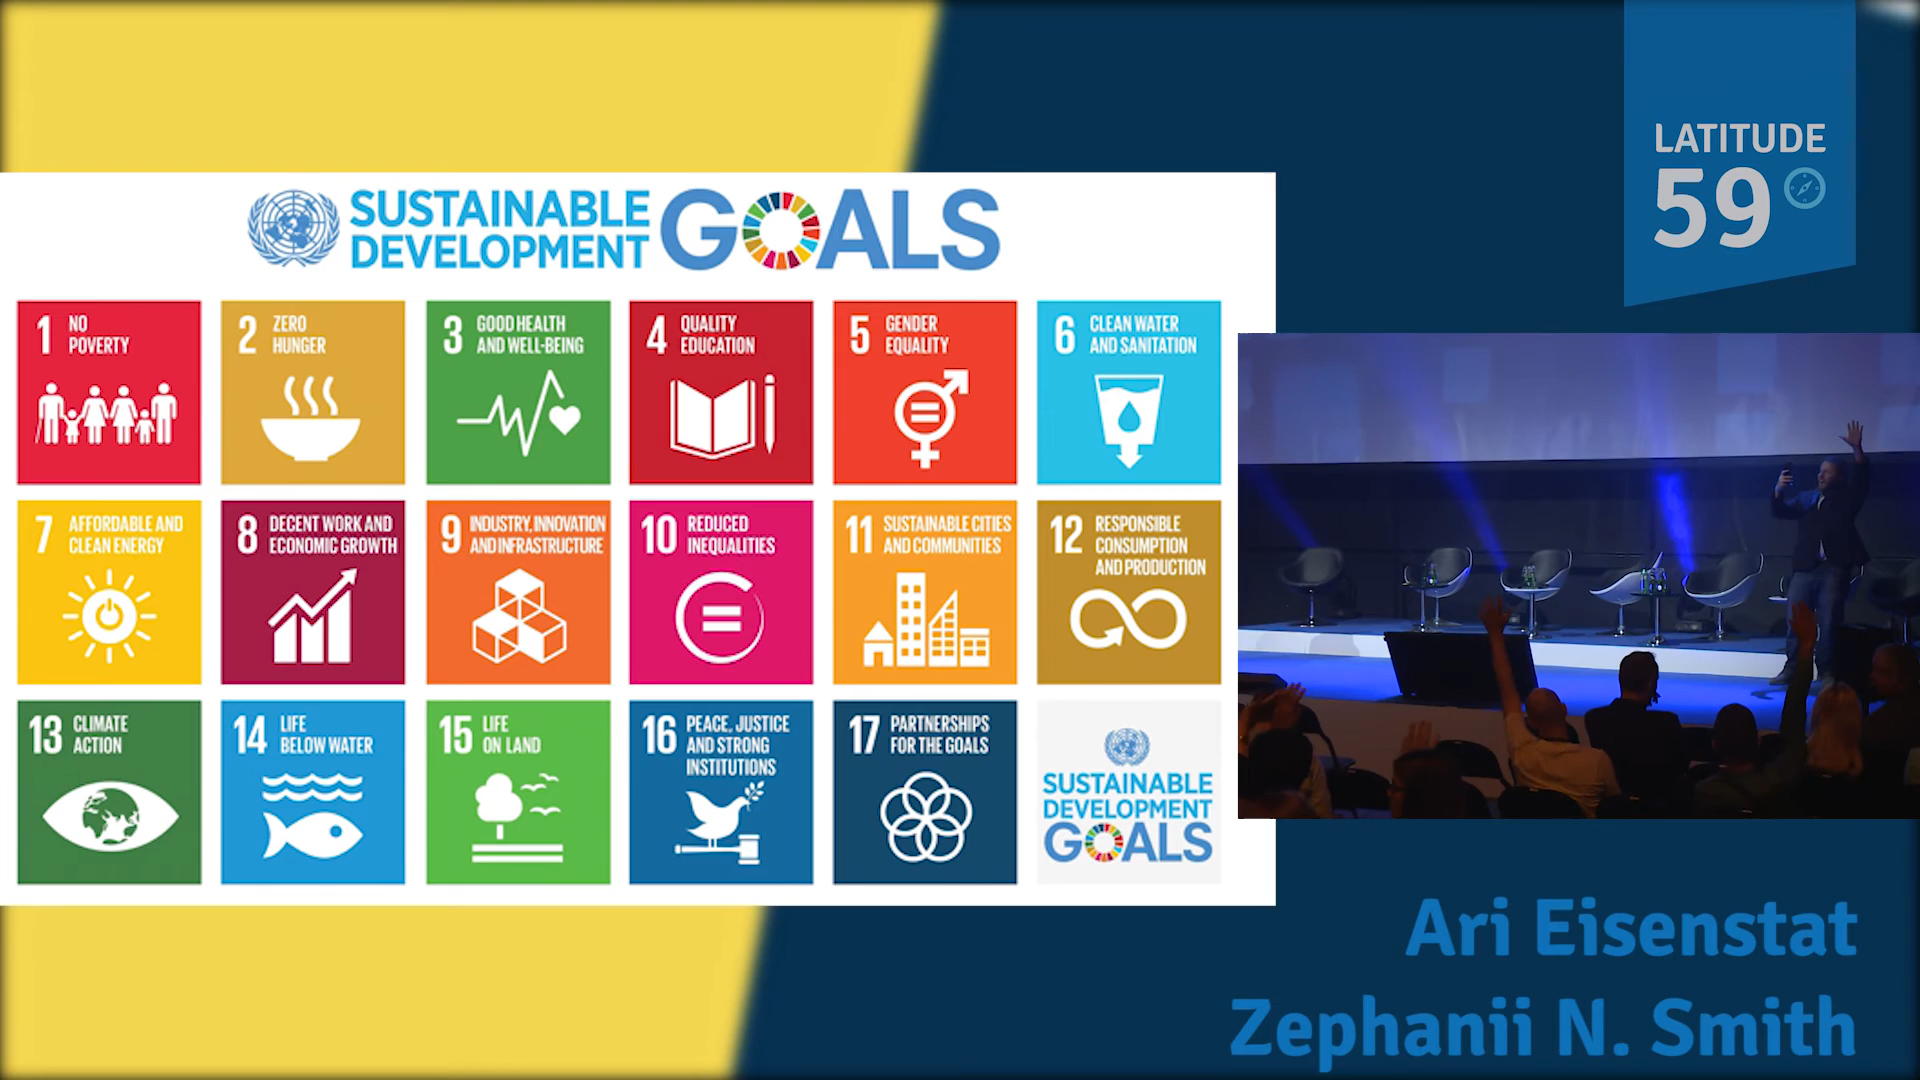 SUSTAINABLE
DEVELOPMENT
GOALS
1 NO
POVERTY
2 ZERO
HUNGER
3 GOOD HEALTH
AND WELL-BEING
4 QUALITY
EDUCATION
5 GENDER
EQUALITY
6 CLEAN WATER
AND SANITATION
7 AFFORDABLE AND
CLEAN ENERGY
8 DECENT WORK AND
ECONOMIC GROWTH
9 INDUSTRY, INNOVATION
AND INFRASTRUCTURE
10 REDUCED
INEQUALITIES
11 SUSTAINABLE CITIES
AND COMMUNITIES
12 RESPONSIBLE
CONSUMPTION
AND PRODUCTION
13 CLIMATE
ACTION
14 LIFE
BELOW WATER
15 LIFE
ON LAND
16 PEACE, JUSTICE
AND STRONG
INSTITUTIONS
17 PARTNERSHIPS
FOR THE GOALS
SUSTAINABLE
DEVELOPMENT
GOALS
LATITUDE
59
Ari Eisenstat
Zephanii N. Smith